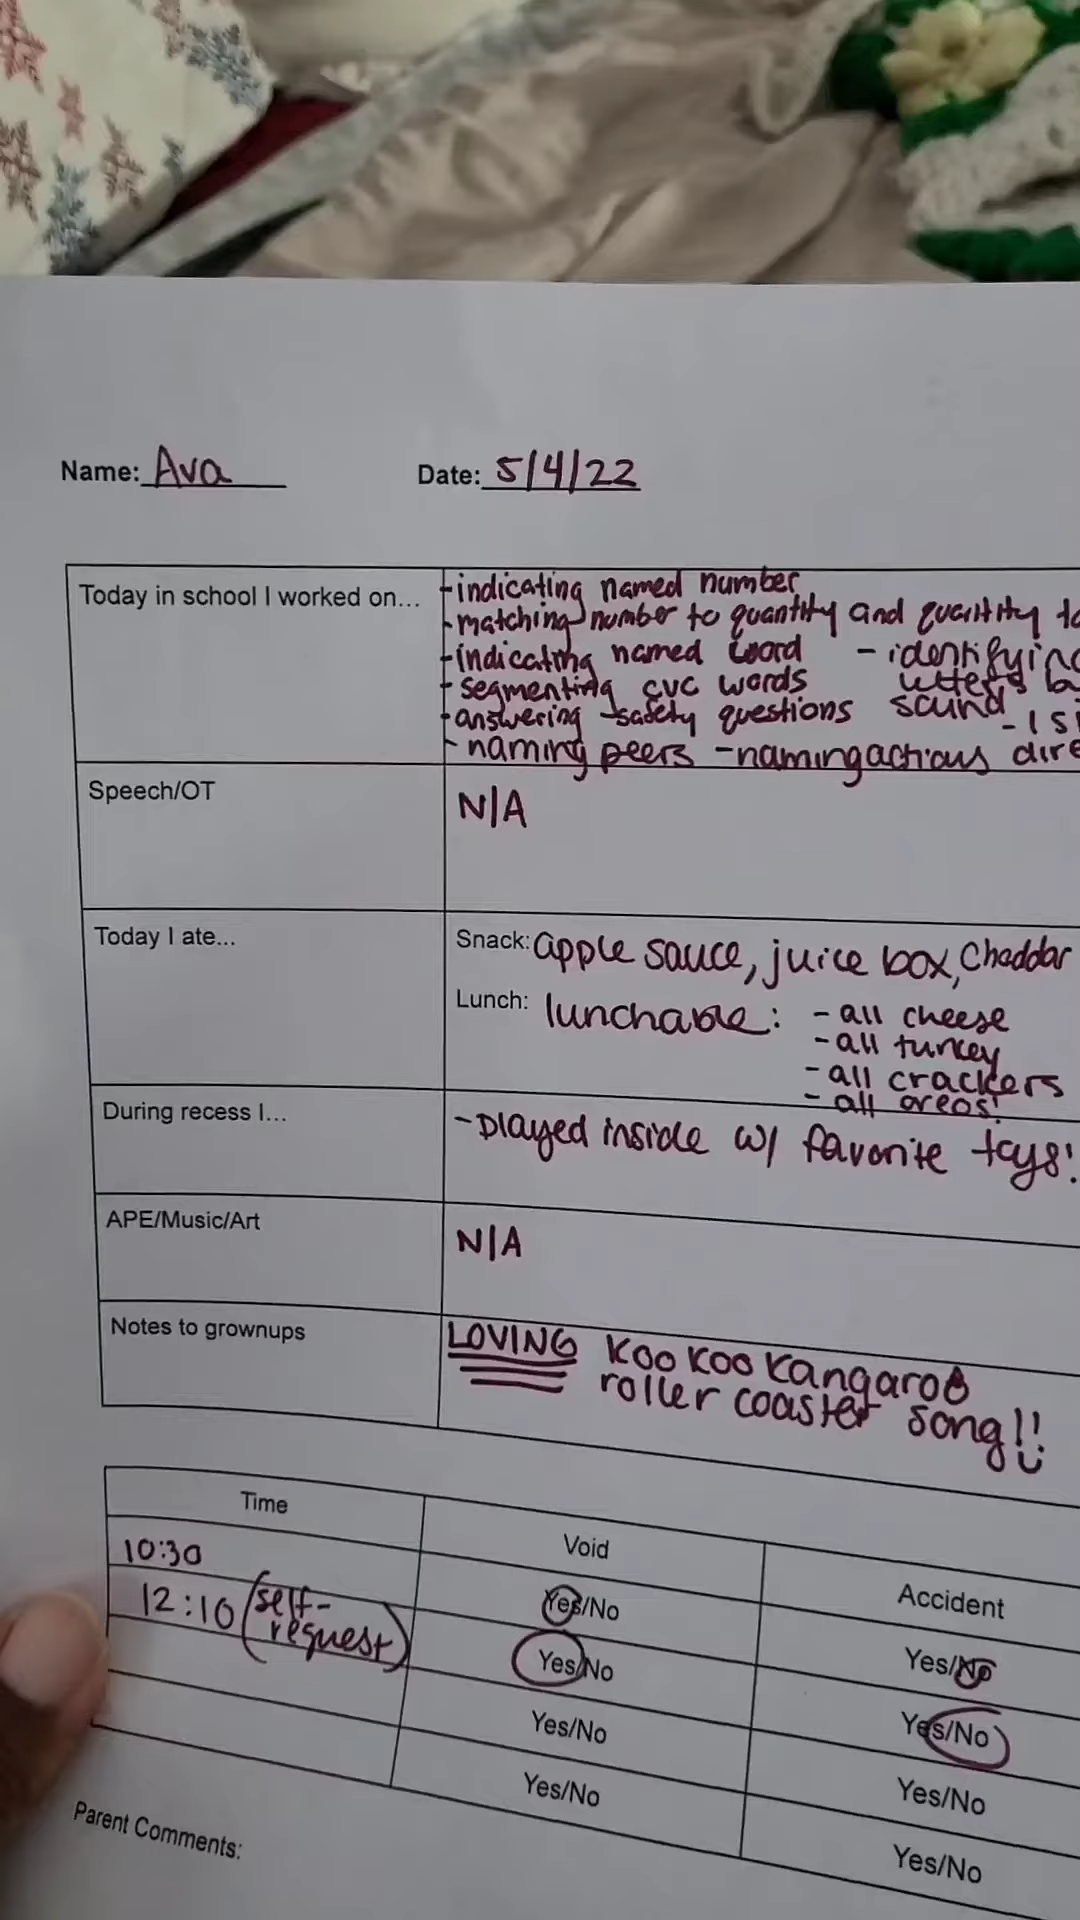 Name: Ava Date: 5/4/22
Today in school I worked on...
-indicating named number
-matching number to quantity and quantity to
-indicating named word - identifying
- segmenting cvc words letters
-answering safety questions sound
- naming peers -naming actions
Speech/OT
N/A
Today I ate...
Snack: apple sauce, juice box, Cheddar
Lunch: lunchable: - all cheese
- all turkey
- all crackers
- all oreos!
During recess I...
-played inside w/ favorite toys!
APE/Music/Art
N/A
Notes to grownups
LOVING Koo Koo Kangaroo
roller coaster song!!
Time Void Accident
10:30 Yes/No Yes/No
12:10 (self-request) Yes/No Yes/No
Yes/No Yes/No
Yes/No Yes/No
Parent Comments: